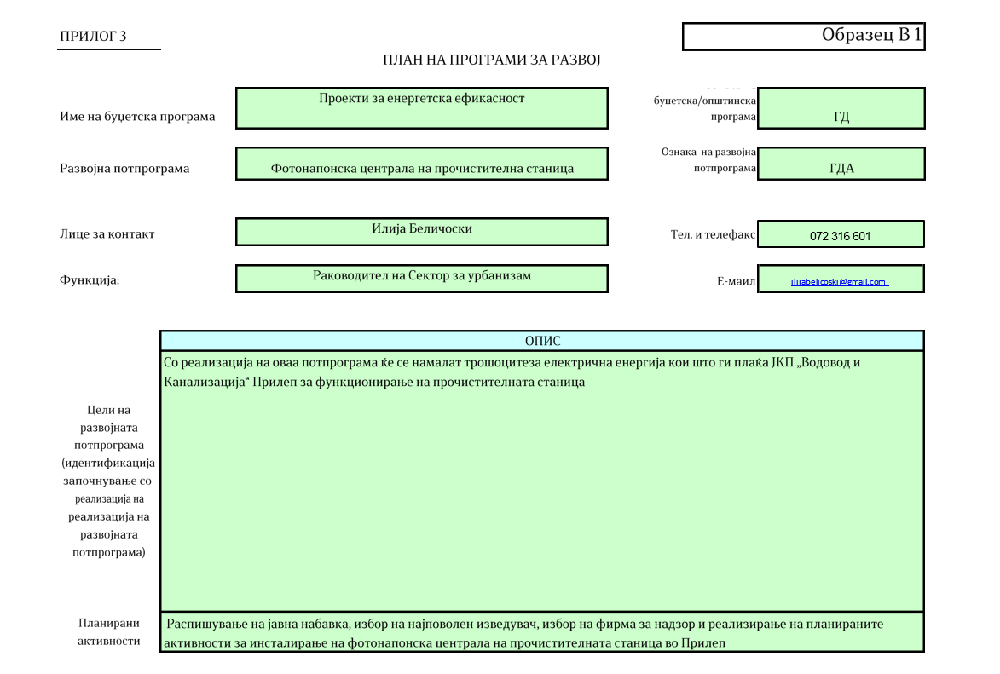 ПРИЛОГ 3
Образец В 1
ПЛАН НА ПРОГРАМИ ЗА РАЗВОЈ
Име на буџетска програма
Проекти за енергетска ефикасност
буџетска/општинска
програма
ГД
Развојна потпрограма
Фотонапонска централа на прочистителна станица
Ознака на развојна
потпрограма
ГДА
Лице за контакт
Илија Беличоски
Тел. и телефакс
072 316 601
Функција:
Раководител на Сектор за урбанизам
Е-маил
ilijabelicoski@gmail.com
ОПИС
Цели на
развојната
потпрограма
(идентификација
започнување со
реализација на
реализација на
развојната
потпрограма)
Со реализација на оваа потпрограма ќе се намалат трошоцитеза електрична енергија кои што ги плаќа ЈКП „Водовод и
Канализација“ Прилеп за функционирање на прочистителната станица
Планирани
активности
Распишување на јавна набавка, избор на најповолен изведувач, избор на фирма за надзор и реализирање на планираните
активности за инсталирање на фотонапонска централа на прочистителната станица во Прилеп